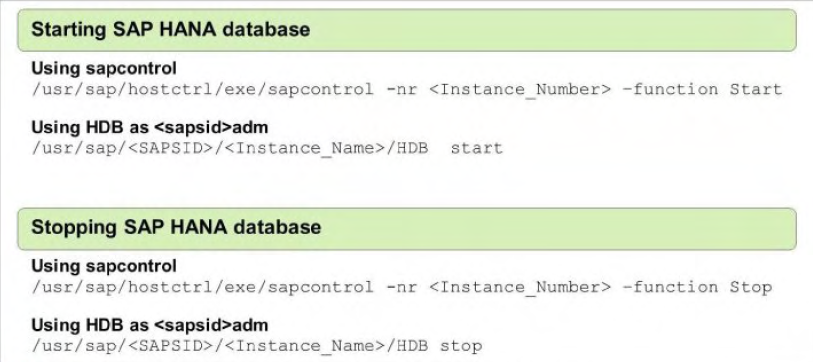 Starting SAP HANA database
Using sapcontrol
/usr/sap/hostctrl/exe/sapcontrol -nr <Instance_Number> –function Start
Using HDB as <sapsid>adm
/usr/sap/<SAPSID>/<Instance_Name>/HDB  start
Stopping SAP HANA database
Using sapcontrol
/usr/sap/hostctrl/exe/sapcontrol -nr <Instance_Number> –function Stop
Using HDB as <sapsid>adm
/usr/sap/<SAPSID>/<Instance_Name>/HDB stop